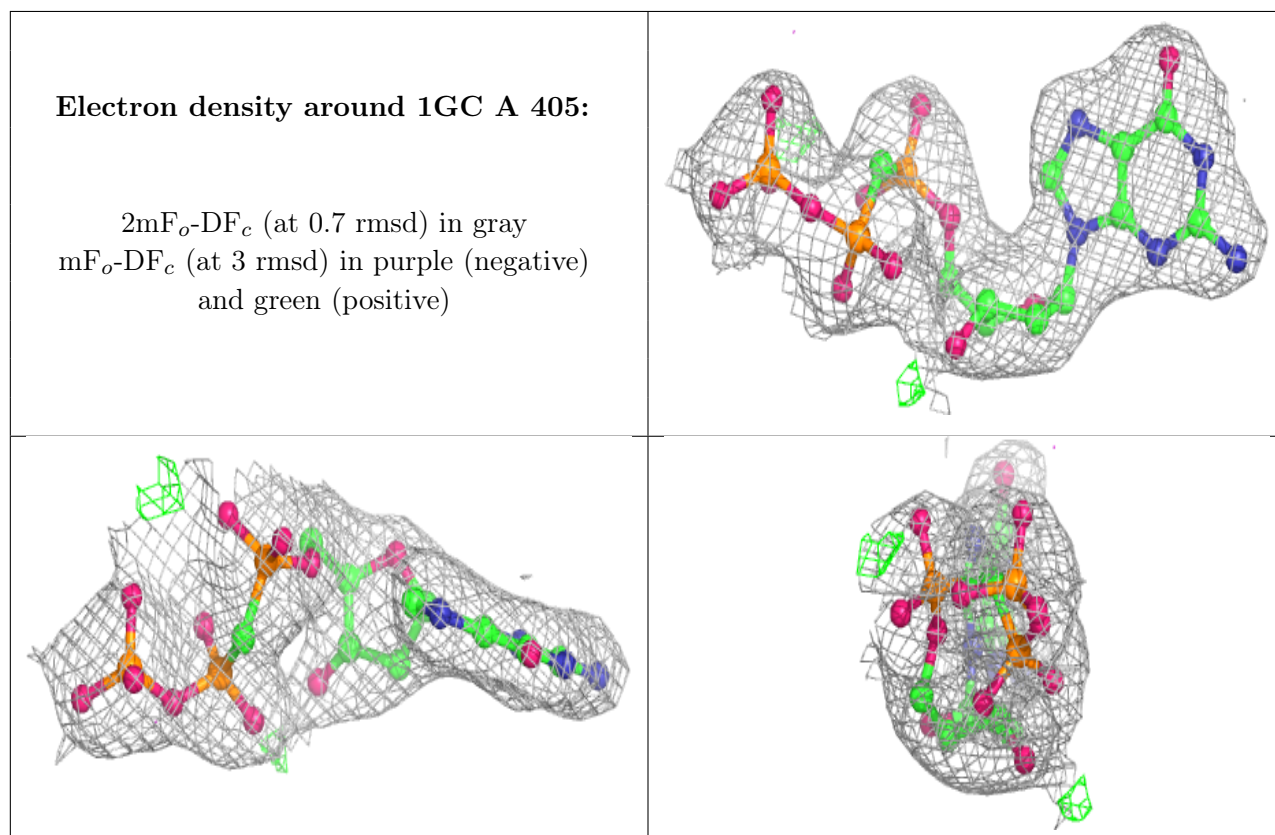 Electron density around 1GC A 405:
2mFo-DFc (at 0.7 rmsd) in gray
mFo-DFc (at 3 rmsd) in purple (negative)
and green (positive)